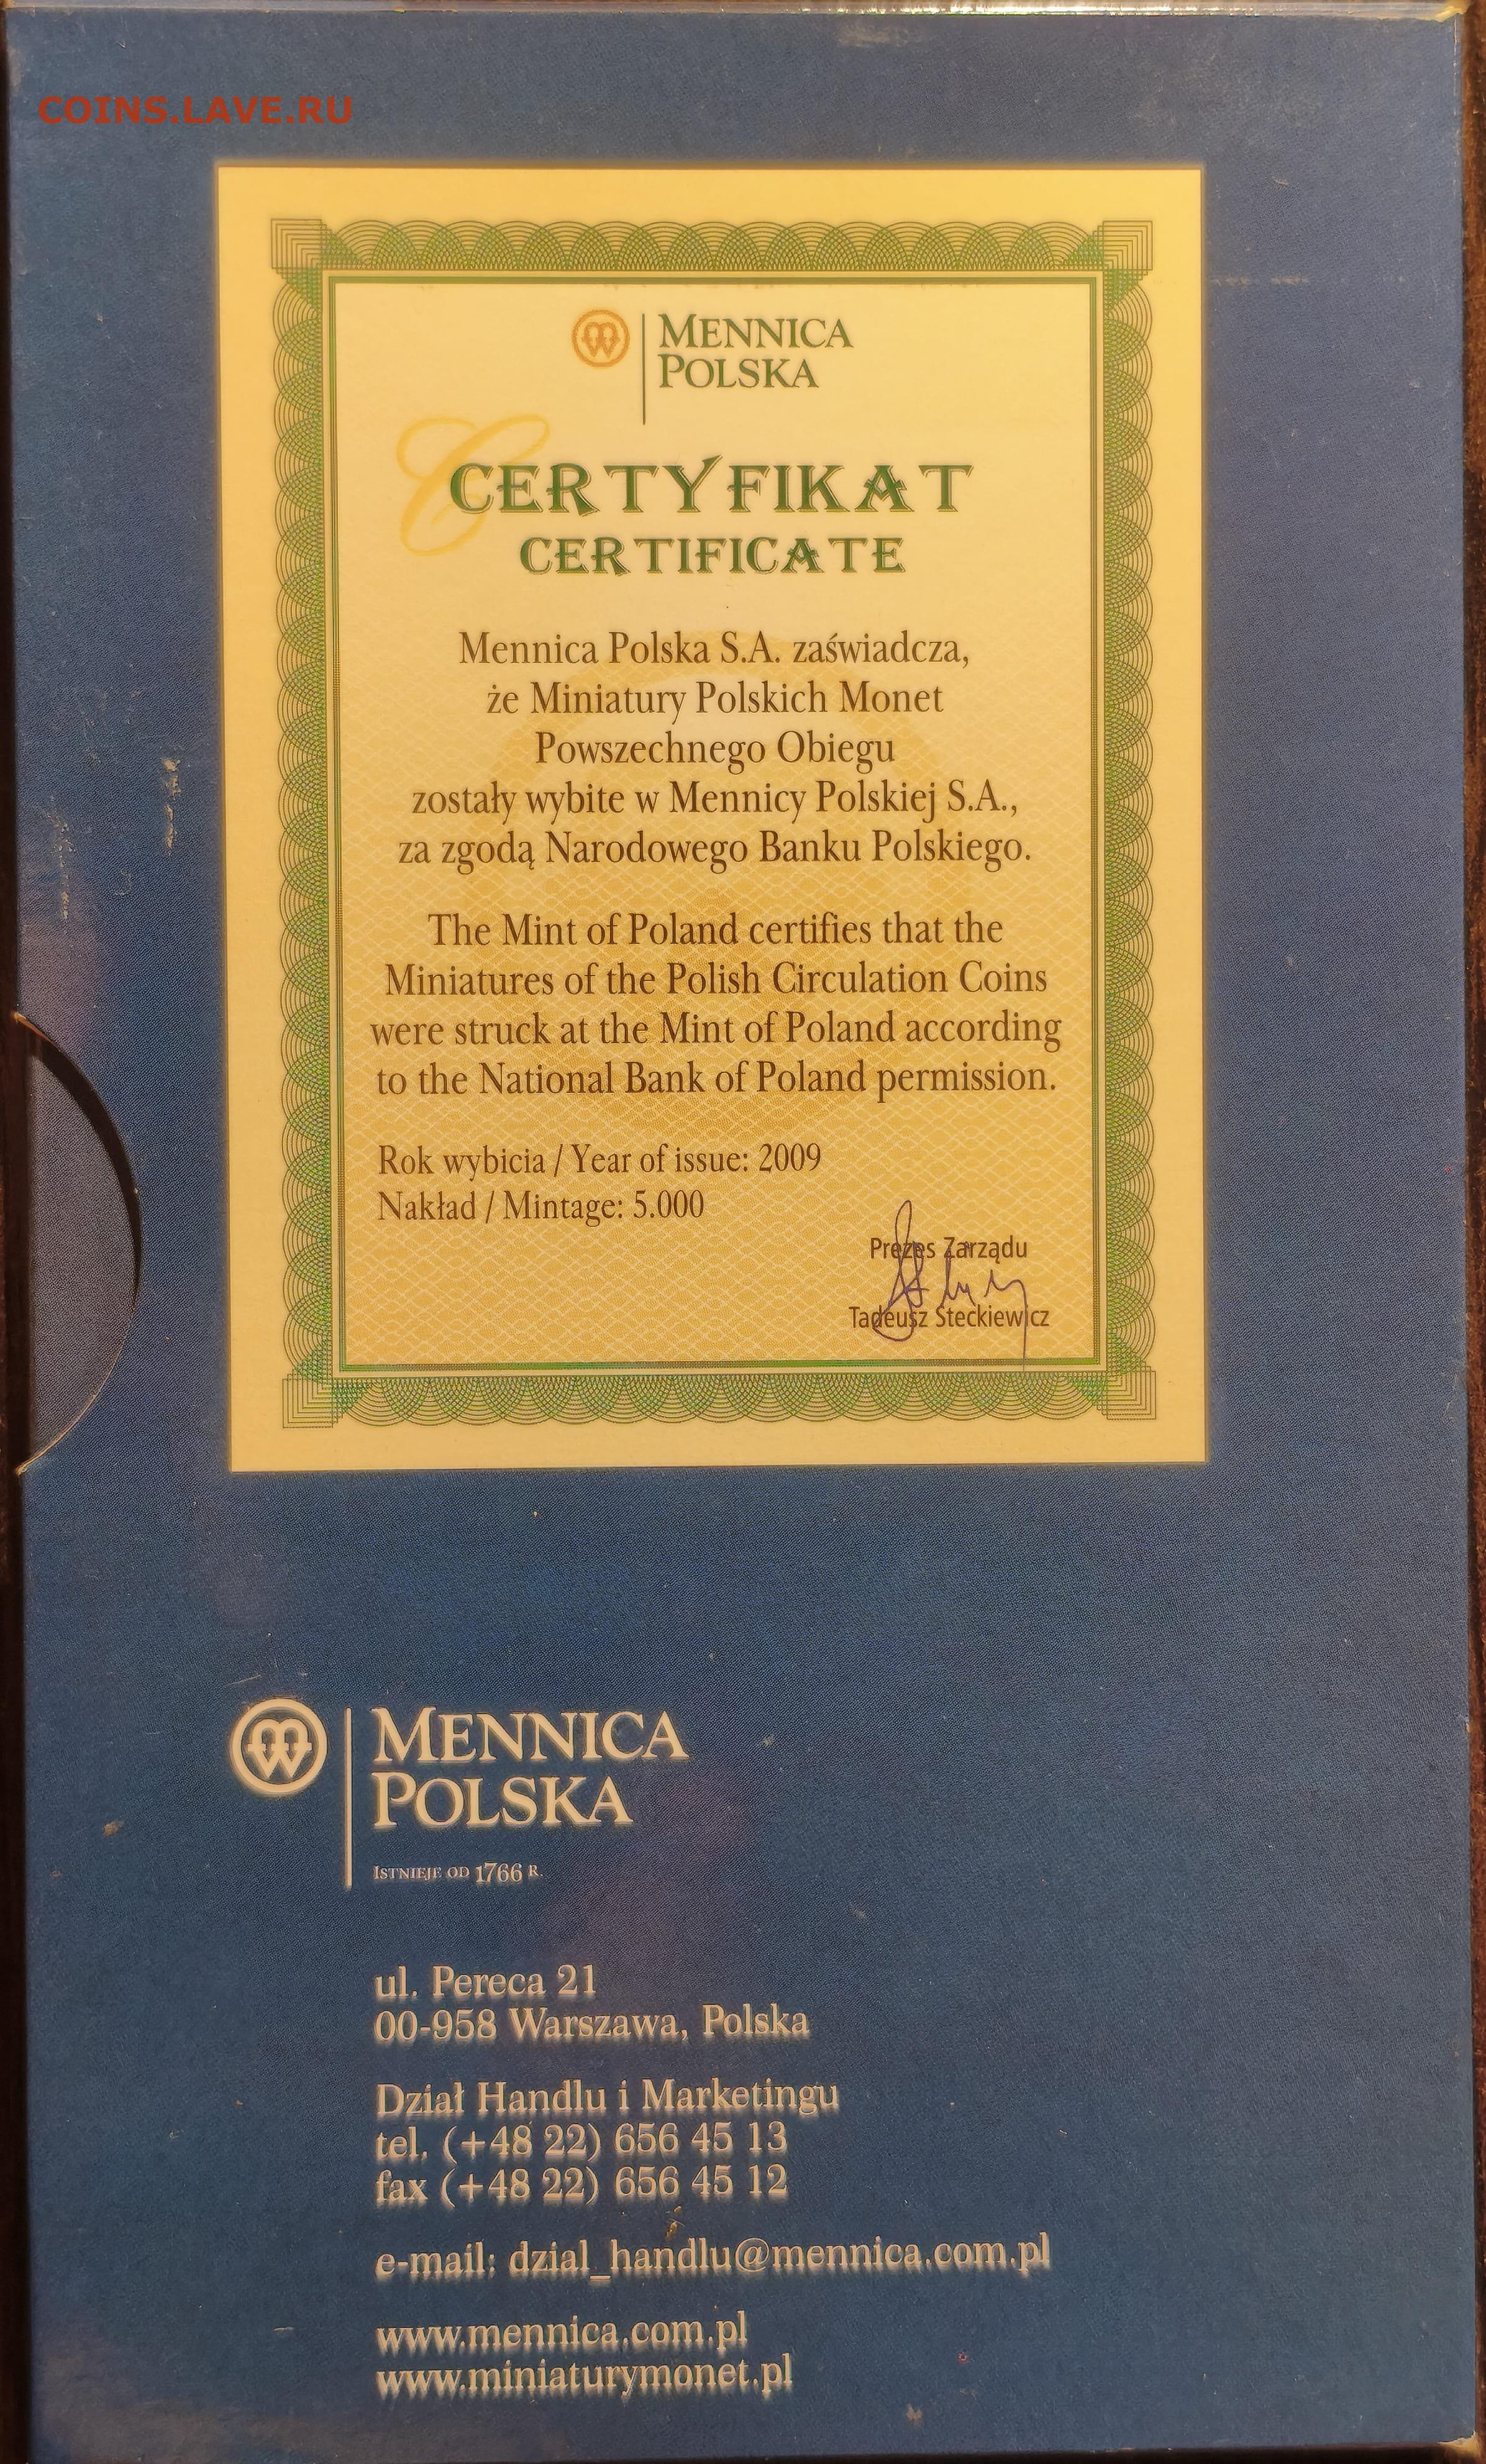 COINS.LAVE.RU
MENNICA
POLSKA
CERTYFIKAT
CERTIFICATE
Mennica Polska S.A. zaświadcza,
że Miniatury Polskich Monet
Powszechnego Obiegu
zostały wybite w Mennicy Polskiej S.A.,
za zgodą Narodowego Banku Polskiego.
The Mint of Poland certifies that the
Miniatures of the Polish Circulation Coins
were struck at the Mint of Poland according
to the National Bank of Poland permission.
Rok wybicia / Year of issue: 2009
Nakład / Mintage: 5.000
Prezes Zarządu
Tadeusz Steckiewicz
MENNICA
POLSKA
ISTNIEJE OD 1766 R.
ul. Pereca 21
00-958 Warszawa, Polska
Dział Handlu i Marketingu
tel. (+48 22) 656 45 13
fax (+48 22) 656 45 12
e-mail: dzial_handlu@mennica.com.pl
www.mennica.com.pl
www.miniaturymonet.pl